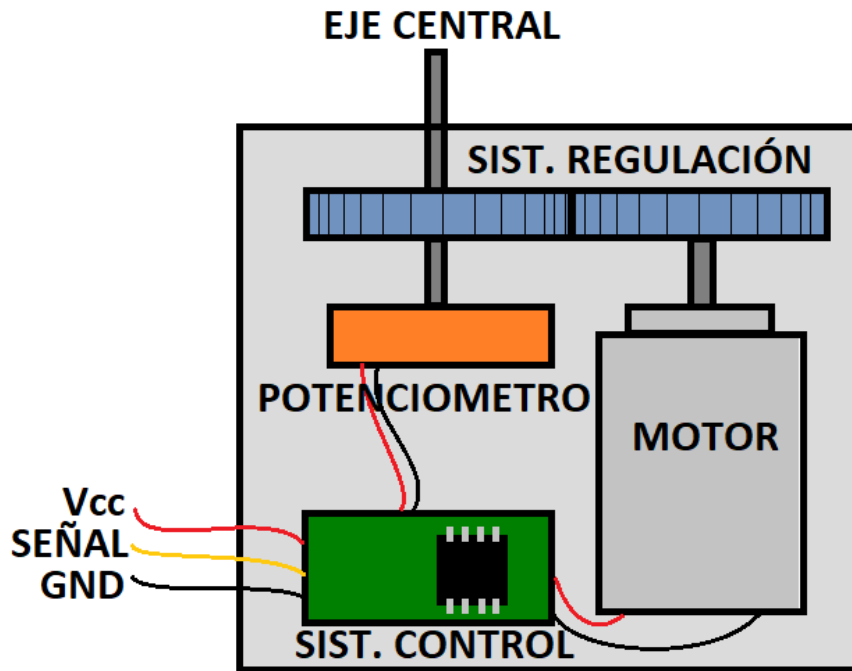 EJE CENTRAL
SIST. REGULACIÓN
POTENCIOMETRO
MOTOR
Vcc
SEÑAL
GND
SIST. CONTROL